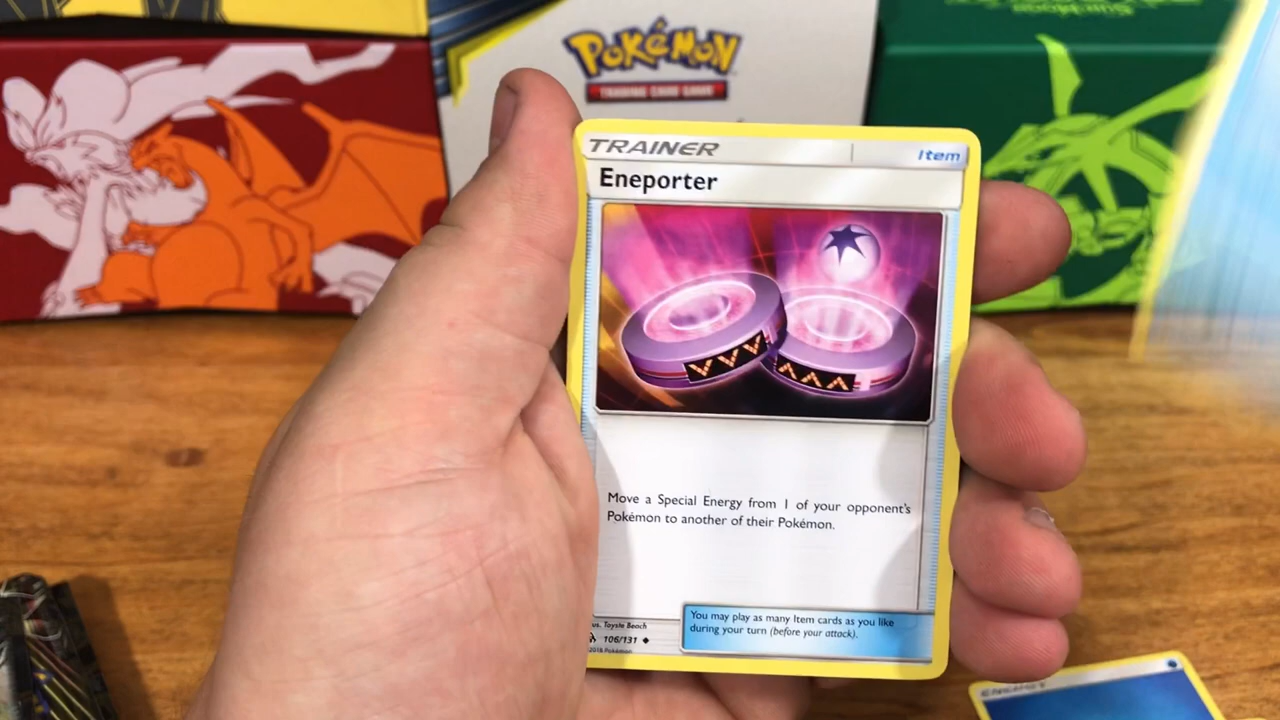 POKéMON
TRADING CARD GAME
TRAINER
Item
Eneporter
Move a Special Energy from 1 of your opponent's
Pokémon to another of their Pokémon.
You may play as many Item cards as you like
during your turn (before your attack).
us. Toyste Beach
106/131
2018 Pokémon
ENERGY